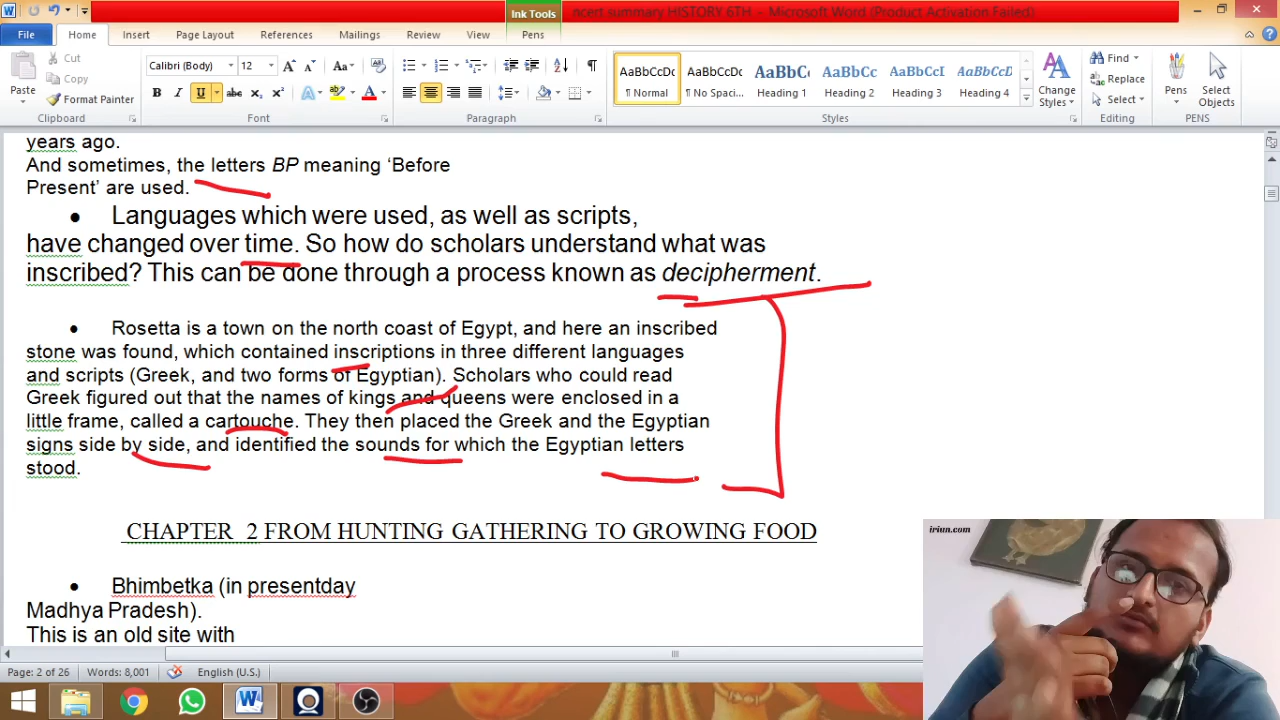 Ink Tools
ncert summary HISTORY 6TH - Microsoft Word (Product Activation Failed)
File Home Insert Page Layout References Mailings Review View Pens
Paste
Cut
Copy
Format Painter
Clipboard
Calibri (Body) 12
Font
Paragraph
AaBbCcDc
¶ Normal
AaBbCcDc
¶ No Spaci...
AaBbCc
Heading 1
AaBbCc
Heading 2
AaBbCcI
Heading 3
AaBbCcDc
Heading 4
Styles
Change
Styles
Find
Replace
Select
Editing
Pens
Select
Objects
PENS
years ago.
And sometimes, the letters BP meaning ‘Before
Present’ are used.
• Languages which were used, as well as scripts,
have changed over time. So how do scholars understand what was
inscribed? This can be done through a process known as decipherment.
• Rosetta is a town on the north coast of Egypt, and here an inscribed
stone was found, which contained inscriptions in three different languages
and scripts (Greek, and two forms of Egyptian). Scholars who could read
Greek figured out that the names of kings and queens were enclosed in a
little frame, called a cartouche. They then placed the Greek and the Egyptian
signs side by side, and identified the sounds for which the Egyptian letters
stood.
CHAPTER 2 FROM HUNTING GATHERING TO GROWING FOOD
• Bhimbetka (in presentday
Madhya Pradesh).
This is an old site with
iriun.com
Page: 2 of 26 Words: 8,001 English (U.S.)